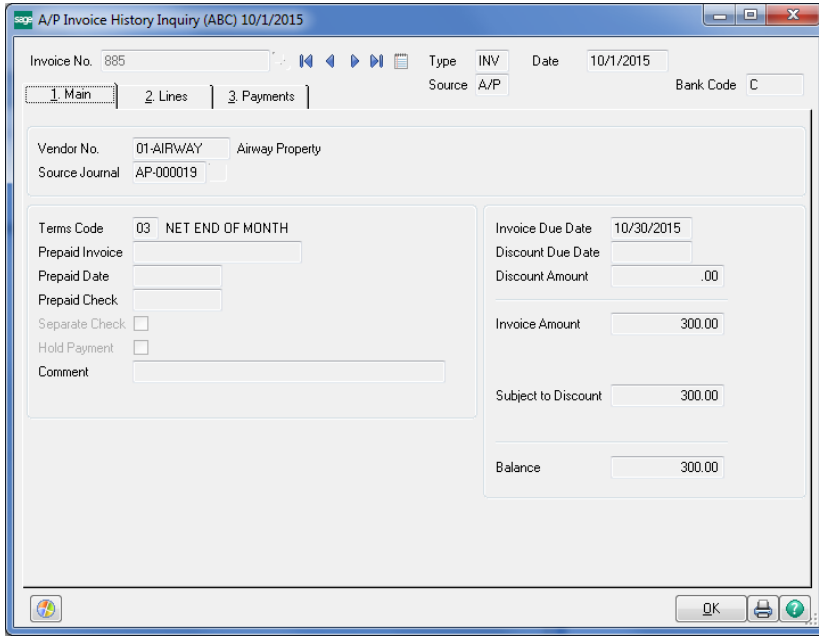 sage A/P Invoice History Inquiry (ABC) 10/1/2015
Invoice No. 885 Type INV Date 10/1/2015
Source A/P Bank Code C
1. Main 2. Lines 3. Payments
Vendor No. 01-AIRWAY Airway Property
Source Journal AP-000019
Terms Code 03 NET END OF MONTH
Prepaid Invoice
Prepaid Date
Prepaid Check
Separate Check
Hold Payment
Comment
Invoice Due Date 10/30/2015
Discount Due Date
Discount Amount .00
Invoice Amount 300.00
Subject to Discount 300.00
Balance 300.00
OK ?